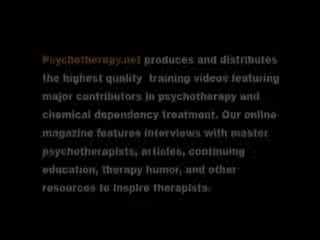 Psychotherapy.net produces and distributes
the highest quality training videos featuring
major contributors in psychotherapy and
chemical dependency treatment. Our online
magazine features interviews with master
psychotherapists, articles, continuing
education, therapy humor, and other
resources to inspire therapists.